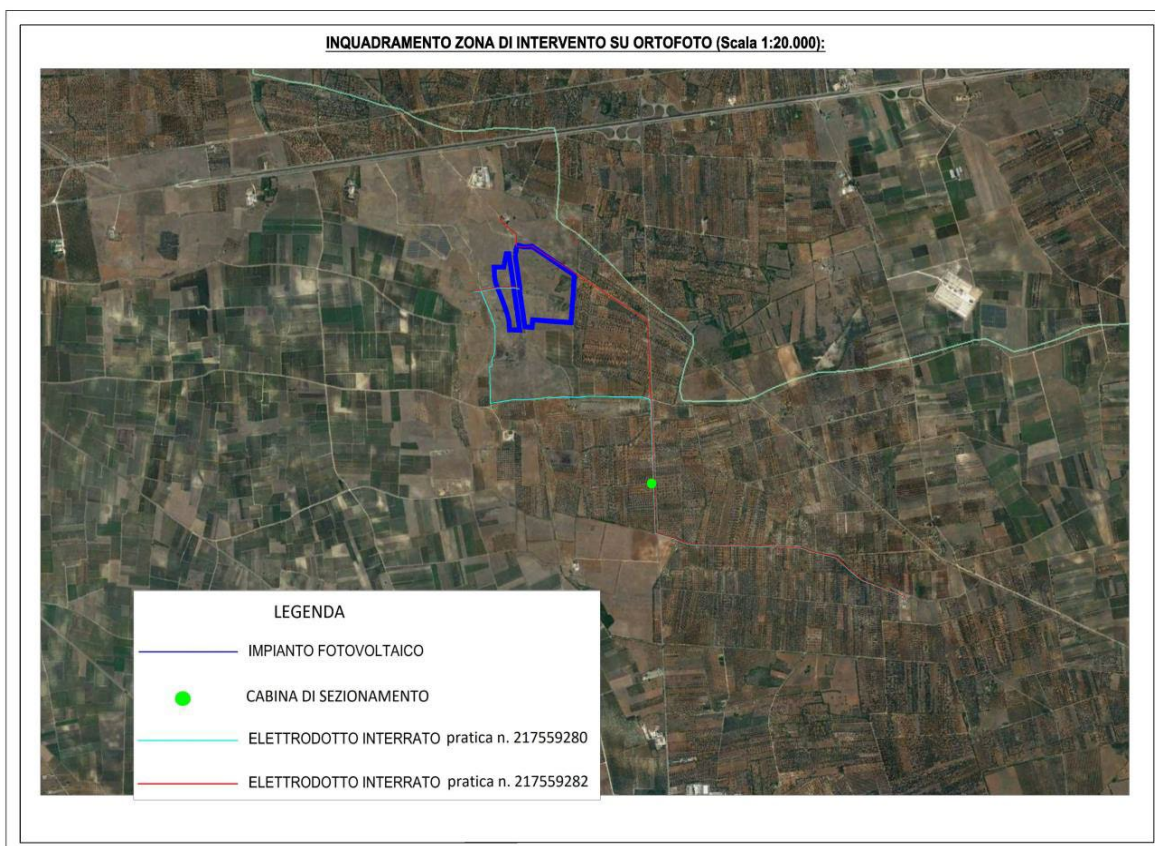 INQUADRAMENTO ZONA DI INTERVENTO SU ORTOFOTO (Scala 1:20.000):
LEGENDA
IMPIANTO FOTOVOLTAICO
CABINA DI SEZIONAMENTO
ELETTRODOTTO INTERRATO pratica n. 217559280
ELETTRODOTTO INTERRATO pratica n. 217559282